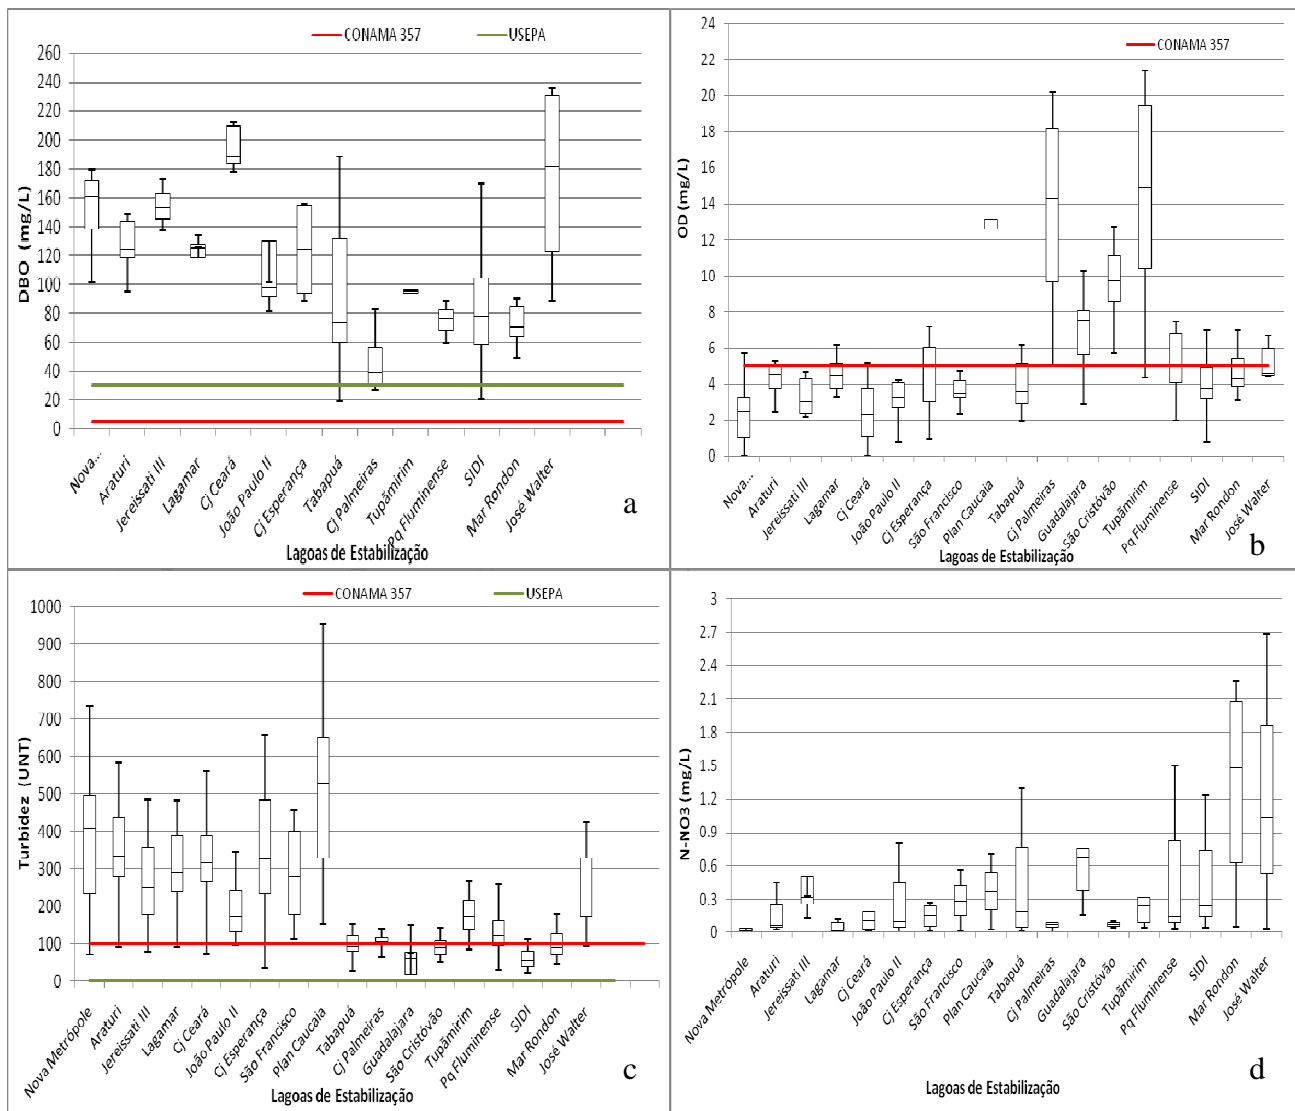 CONAMA 357
USEPA
260
240
220
200
180
160
140
120
100
80
60
40
20
0
DBO (mg/L)
Nova...
Araturi
Jereissati III
Lagamar
Cj Ceará
João Paulo II
Cj Esperança
Tabapuá
Cj Palmeiras
Tupãmirim
Pq Fluminense
SIDI
Mar Rondon
José Walter
Lagoas de Estabilização
a
CONAMA 357
24
22
20
18
16
14
12
10
8
6
4
2
0
OD (mg/L)
Nova...
Araturi
Jereissati III
Lagamar
Cj Ceará
João Paulo II
Cj Esperança
São Francisco
Plan Caucaia
Tabapuá
Cj Palmeiras
Guadalajara
São Cristóvão
Tupãmirim
Pq Fluminense
SIDI
Mar Rondon
José Walter
Lagoas de Estabilização
b
CONAMA 357
USEPA
1000
900
800
700
600
500
400
300
200
100
0
Turbidez (UNT)
Nova Metrópole
Araturi
Jereissati III
Lagamar
Cj Ceará
João Paulo II
Cj Esperança
São Francisco
Plan Caucaia
Tabapuá
Cj Palmeiras
Guadalajara
São Cristóvão
Tupãmirim
Pq Fluminense
SIDI
Mar Rondon
José Walter
Lagoas de Estabilização
c
3
2.7
2.4
2.1
1.8
1.5
1.2
0.9
0.6
0.3
0
N-NO3 (mg/L)
Nova Metrópole
Araturi
Jereissati III
Lagamar
Cj Ceará
João Paulo II
Cj Esperança
São Francisco
Plan Caucaia
Tabapuá
Cj Palmeiras
Guadalajara
São Cristóvão
Tupãmirim
Pq Fluminense
SIDI
Mar Rondon
José Walter
Lagoas de Estabilização
d